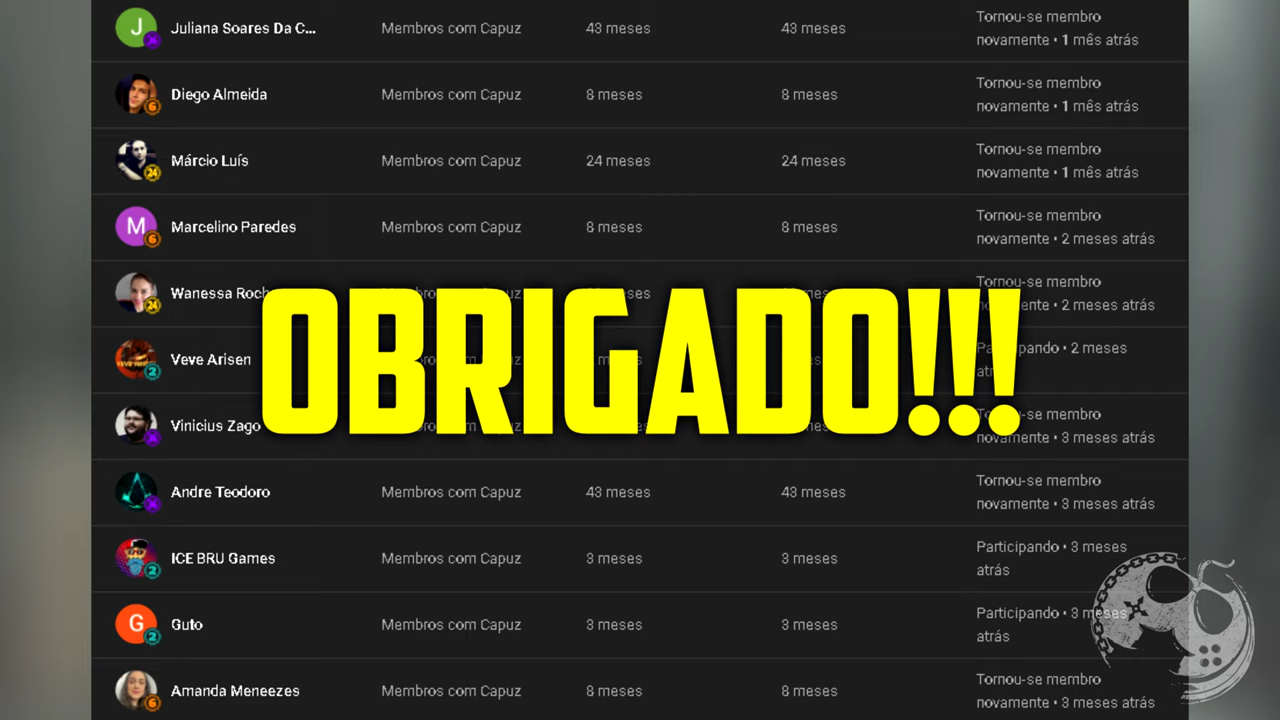 Juliana Soares Da C... Membros com Capuz 43 meses 43 meses Tornou-se membro
novamente • 1 mês atrás
Diego Almeida Membros com Capuz 8 meses 8 meses Tornou-se membro
novamente • 1 mês atrás
Márcio Luís Membros com Capuz 24 meses 24 meses Tornou-se membro
novamente • 1 mês atrás
Marcelino Paredes Membros com Capuz 8 meses 8 meses Tornou-se membro
novamente • 2 meses atrás
Wanessa Tornou-se membro
novamente • 2 meses atrás
Veve Arisen 2 meses
OBRIGADO!!!
Vinicius Zago Tornou-se membro
novamente • 3 meses atrás
Andre Teodoro Membros com Capuz 43 meses 43 meses Tornou-se membro
novamente • 3 meses atrás
ICE BRU Games Membros com Capuz 3 meses 3 meses Participando • 3 meses
atrás
Guto Membros com Capuz 3 meses 3 meses Participando • 3 meses
atrás
Amanda Meneezes Membros com Capuz 8 meses 8 meses Tornou-se membro
novamente • 3 meses atrás